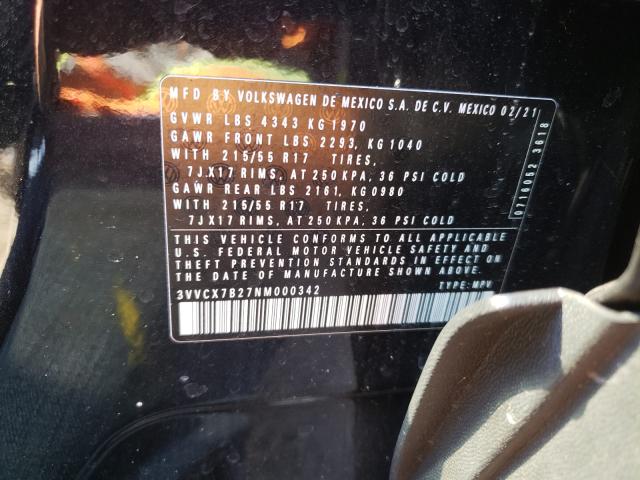 MFD BY VOLKSWAGEN DE MEXICO S.A. DE C.V. MEXICO 02/21
GVWR LBS 4343 KG 1970
GAWR FRONT LBS 2293, KG 1040
WITH 215/55 R17 TIRES,
7JX17 RIMS, AT 250 KPA, 36 PSI COLD
GAWR REAR LBS 2161, KG 0980
WITH 215/55 R17 TIRES,
7JX17 RIMS, AT 250 KPA, 36 PSI COLD
THIS VEHICLE CONFORMS TO ALL APPLICABLE
U.S. FEDERAL MOTOR VEHICLE SAFETY AND
THEFT PREVENTION STANDARDS IN EFFECT ON
THE DATE OF MANUFACTURE SHOWN ABOVE.
3VVCX7B27NM000342 TYPE: MPV
0716052 3618